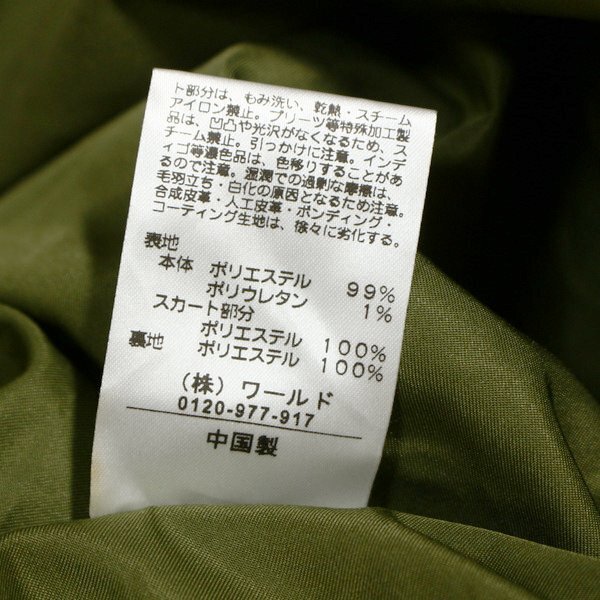 ト部分は、もみ洗い、乾熱・スチーム
アイロン禁止。プリーツ等特殊加工製
品は、凹凸や光沢がなくなるため、ス
チーム禁止。引っかけに注意。インデ
ィゴ等濃色品は、色移りすることがあ
るので注意。湿潤での過剰な摩擦は、
毛羽立ち・白化の原因となるため注意。
合成皮革・人工皮革・ボンディング・
コーティング生地は、徐々に劣化する。
表地
本体 ポリエステル 99%
ポリウレタン 1%
スカート部分
ポリエステル 100%
裏地 ポリエステル 100%
(株) ワールド
0120-977-917
中国製